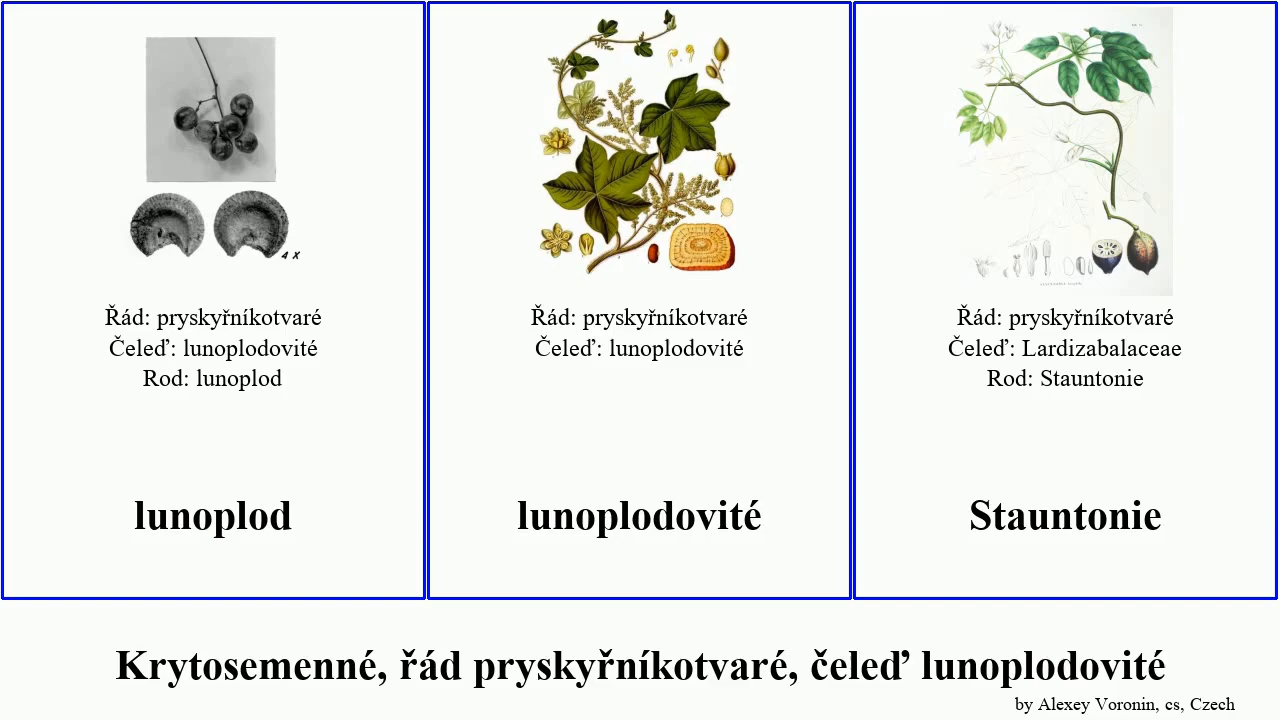 4 X
Řád: pryskyřníkotvaré
Čeleď: lunoplodovité
Rod: lunoplod
lunoplod
Řád: pryskyřníkotvaré
Čeleď: lunoplodovité
lunoplodovité
Řád: pryskyřníkotvaré
Čeleď: Lardizabalaceae
Rod: Stauntonie
Stauntonie
Krytosemenné, řád pryskyřníkotvaré, čeleď lunoplodovité
by Alexey Voronin, cs, Czech